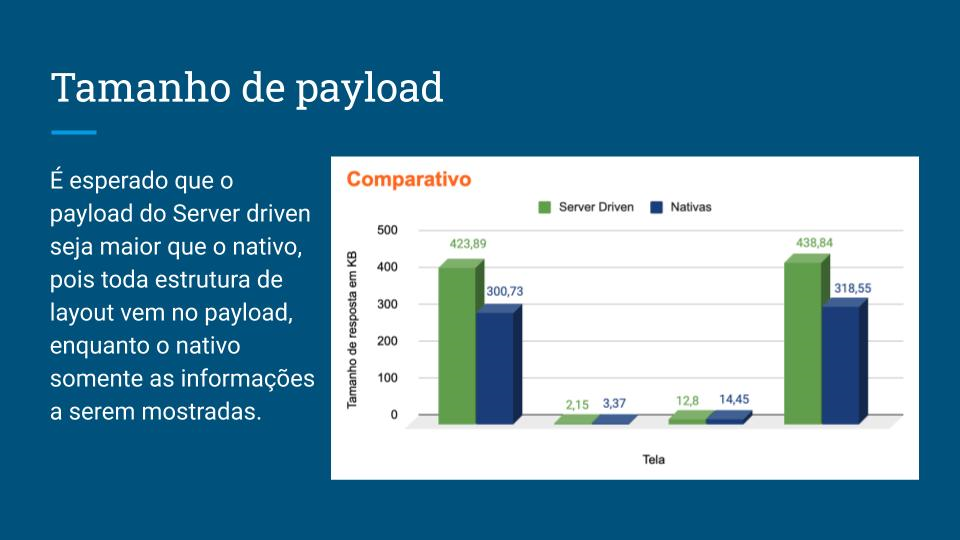 Tamanho de payload
É esperado que o
payload do Server driven
seja maior que o nativo,
pois toda estrutura de
layout vem no payload,
enquanto o nativo
somente as informações
a serem mostradas.
Comparativo
Server Driven
Nativas
Tamanho de resposta em KB
500
400
300
200
100
0
423,89
300,73
2,15
3,37
12,8
14,45
438,84
318,55
Tela